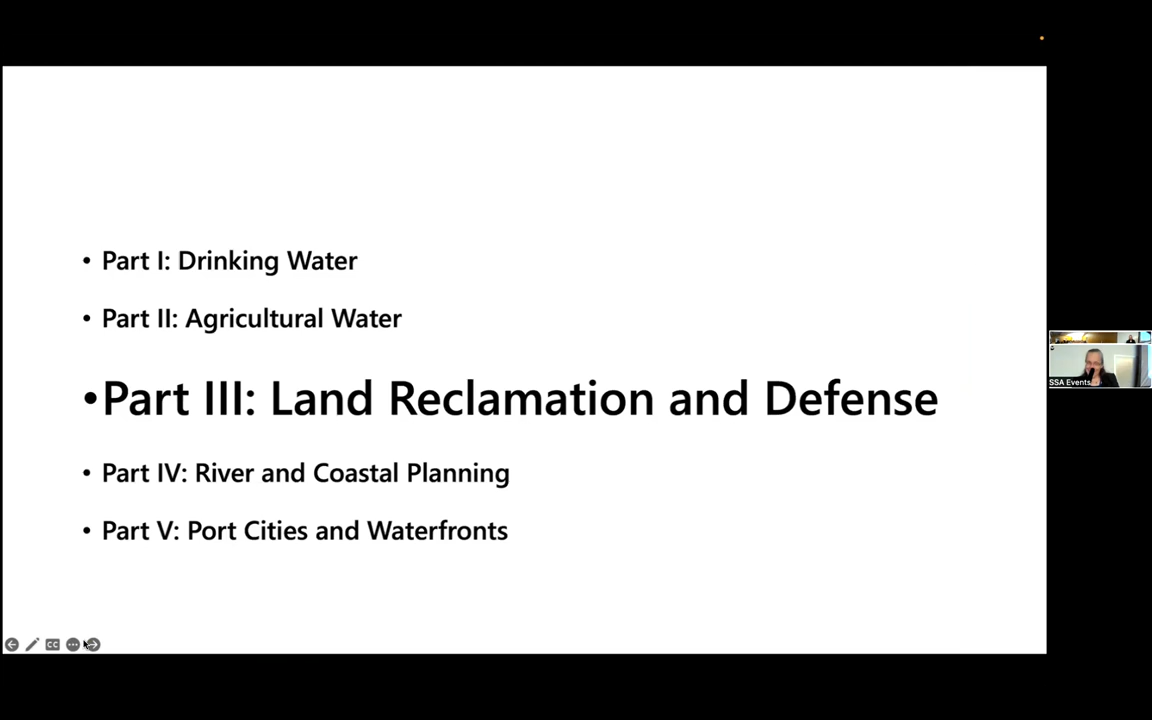 • Part I: Drinking Water
• Part II: Agricultural Water
•Part III: Land Reclamation and Defense
• Part IV: River and Coastal Planning
• Part V: Port Cities and Waterfronts
SSA Events
CC